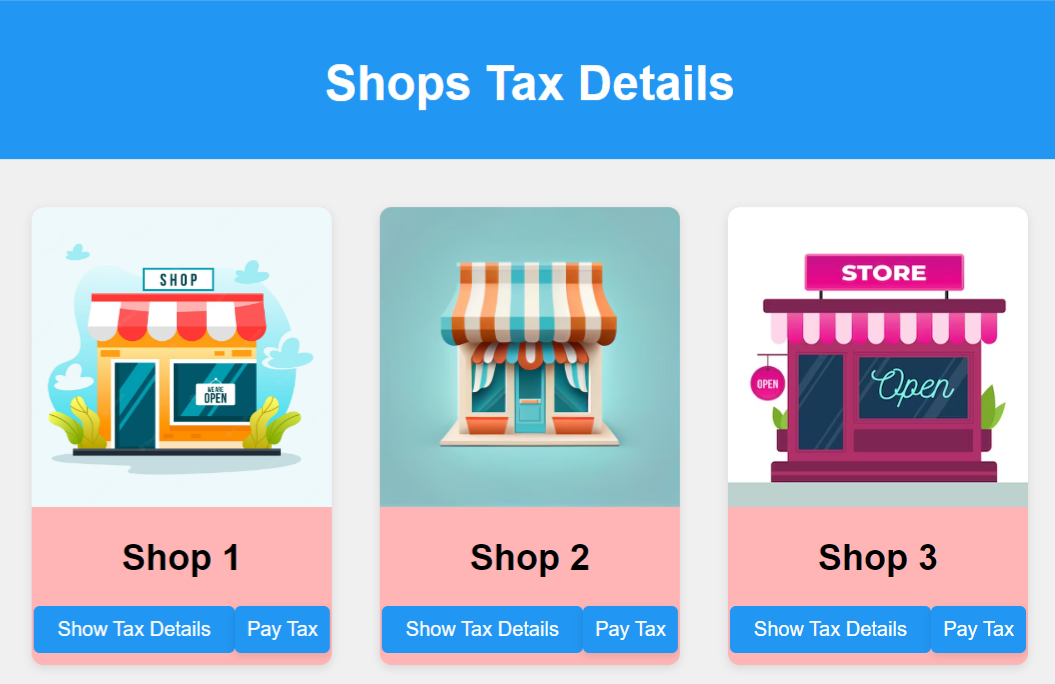 Shops Tax Details
SHOP
WE ARE
OPEN
STORE
OPEN
Open
Shop 1
Shop 2
Shop 3
Show Tax Details
Pay Tax
Show Tax Details
Pay Tax
Show Tax Details
Pay Tax